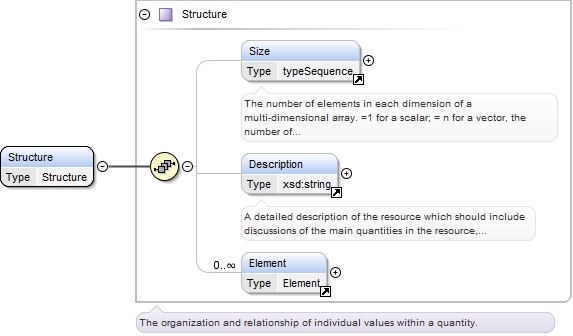 Structure
Size
Type typeSequence
The number of elements in each dimension of a
multi-dimensional array. =1 for a scalar; = n for a vector, the
number of...
Structure
Type Structure
Description
Type xsd:string
A detailed description of the resource which should include
discussions of the main quantities in the resource,...
0..∞
Element
Type Element
The organization and relationship of individual values within a quantity.